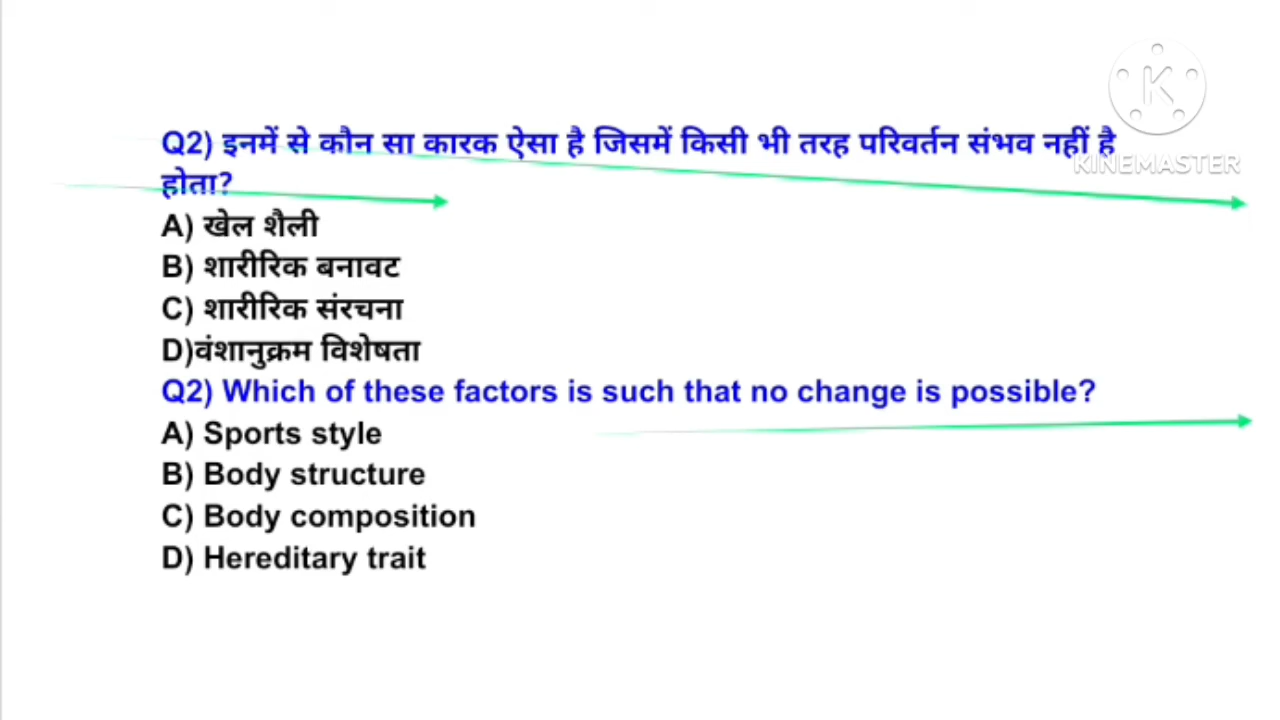 Q2) इनमें से कौन सा कारक ऐसा है जिसमें किसी भी तरह परिवर्तन संभव नहीं है
होता?
A) खेल शैली
B) शारीरिक बनावट
C) शारीरिक संरचना
D)वंशानुक्रम विशेषता
Q2) Which of these factors is such that no change is possible?
A) Sports style
B) Body structure
C) Body composition
D) Hereditary trait
K
KINEMASTER